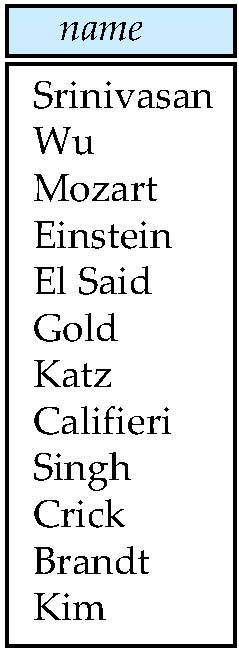 name
Srinivasan
Wu
Mozart
Einstein
El Said
Gold
Katz
Califieri
Singh
Crick
Brandt
Kim